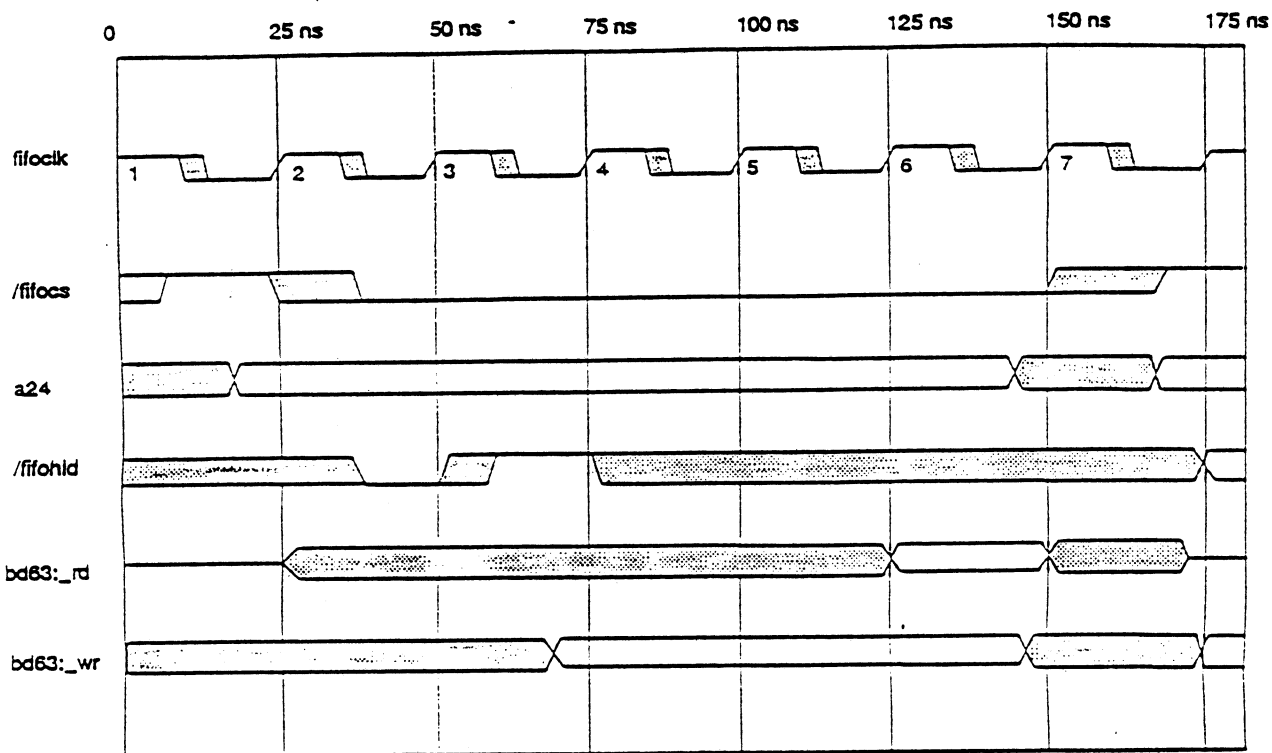 0 25 ns 50 ns 75 ns 100 ns 125 ns 150 ns 175 ns
fifoclk 1 2 3 4 5 6 7
/fifocs
a24
/fifohld
bd63:_rd
bd63:_wr